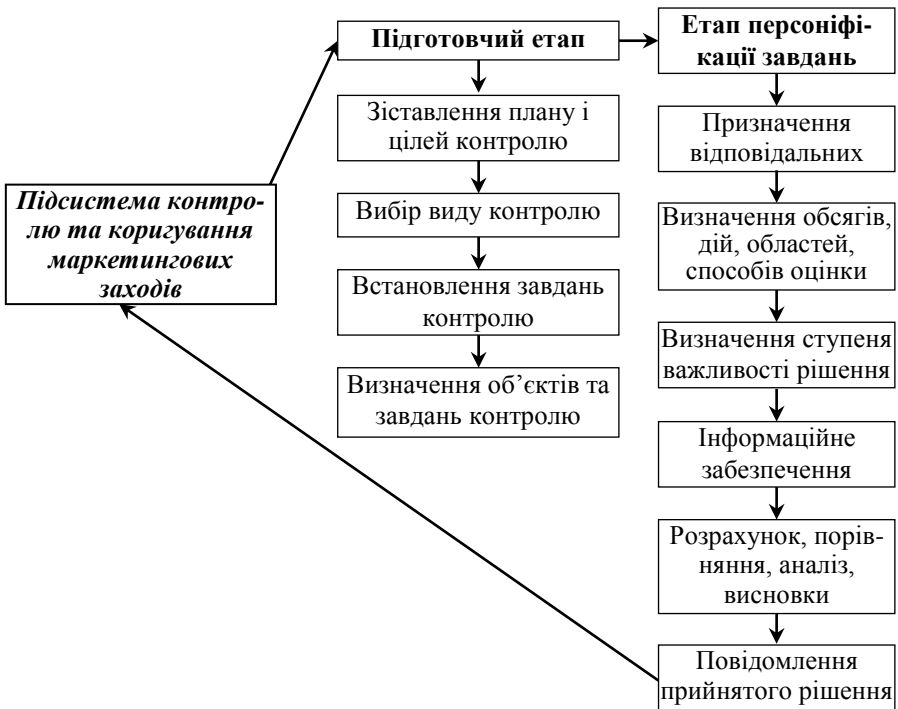 Підготовчий етап
Етап персоніфі-
кації завдань
Зіставлення плану і
цілей контролю
Призначення
відповідальних
Підсистема контро-
лю та коригування
маркетингових
заходів
Вибір виду контролю
Визначення обсягів,
дій, областей,
способів оцінки
Встановлення завдань
контролю
Визначення ступеня
важливості рішення
Визначення об’єктів та
завдань контролю
Інформаційне
забезпечення
Розрахунок, порів-
няння, аналіз,
висновки
Повідомлення
прийнятого рішення